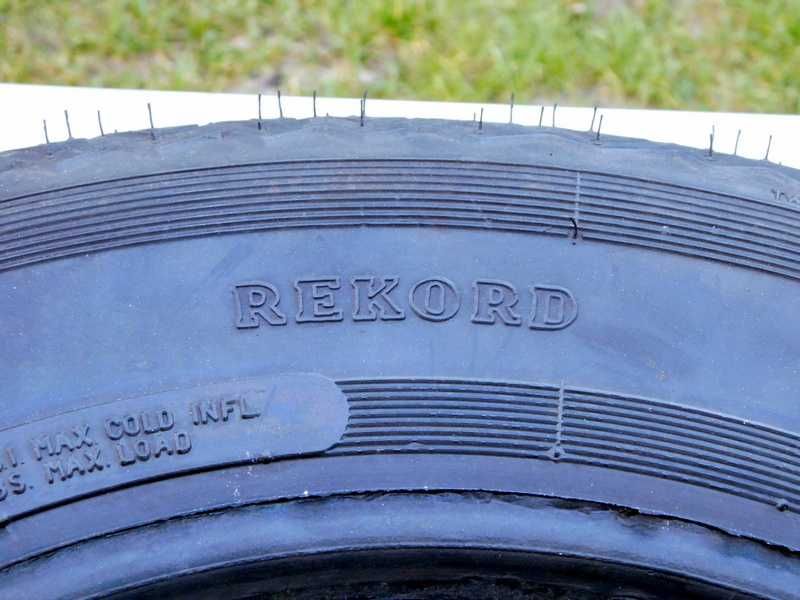 REKORD
MAX COLD INFL
MAX. LOAD